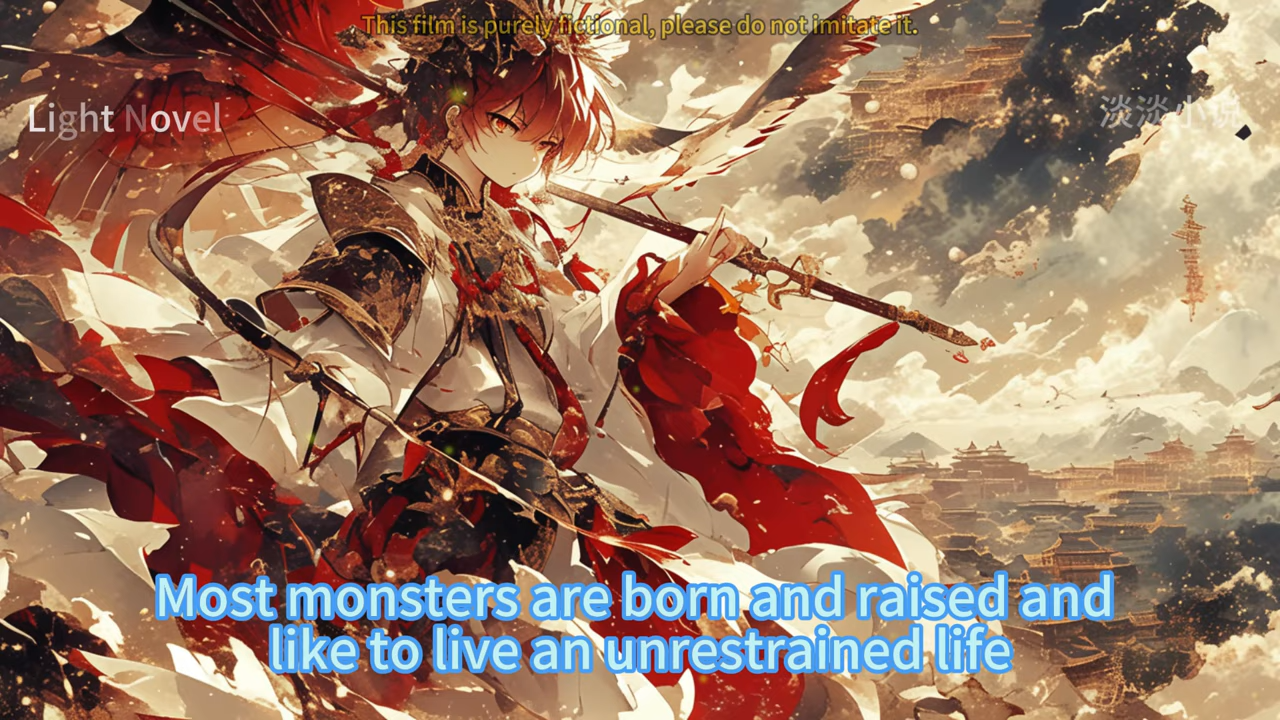 This film is purely fictional, please do not imitate it.
Light Novel
淡淡小说
Most monsters are born and raised and
like to live an unrestrained life